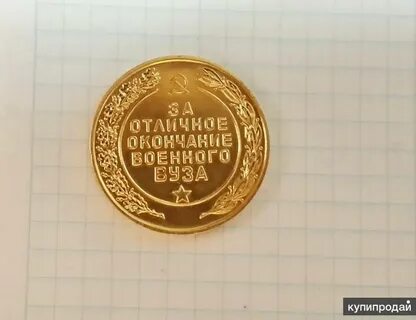 ЗА
ОТЛИЧНОЕ
ОКОНЧАНИЕ
ВОЕННОГО
ВУЗА
купипродай